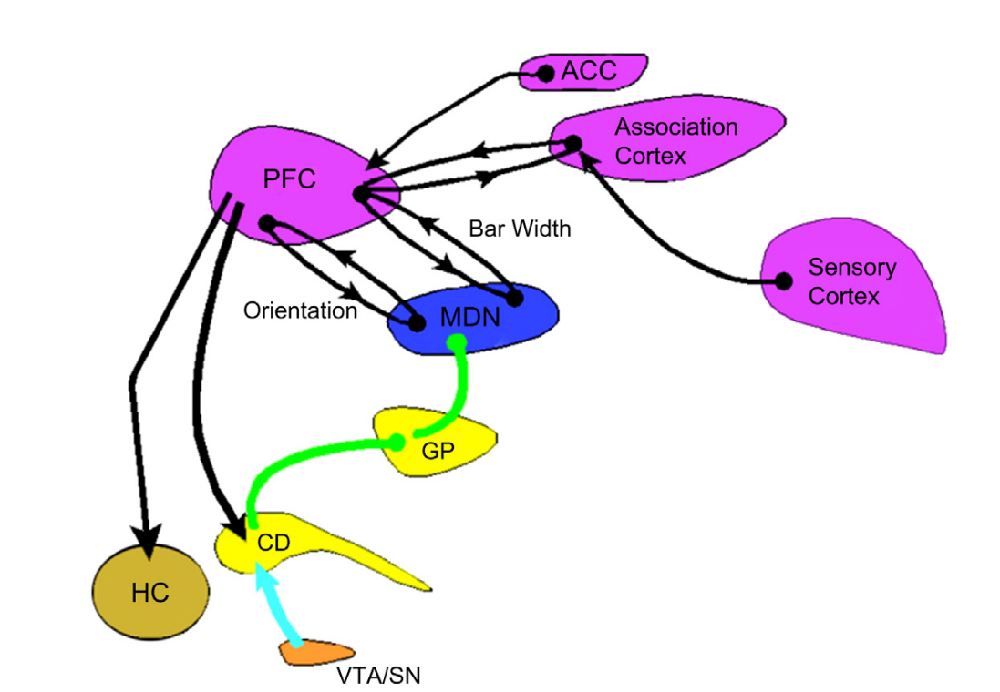 ACC
Association
Cortex
PFC
Bar Width
Sensory
Cortex
Orientation
MDN
GP
CD
HC
VTA/SN